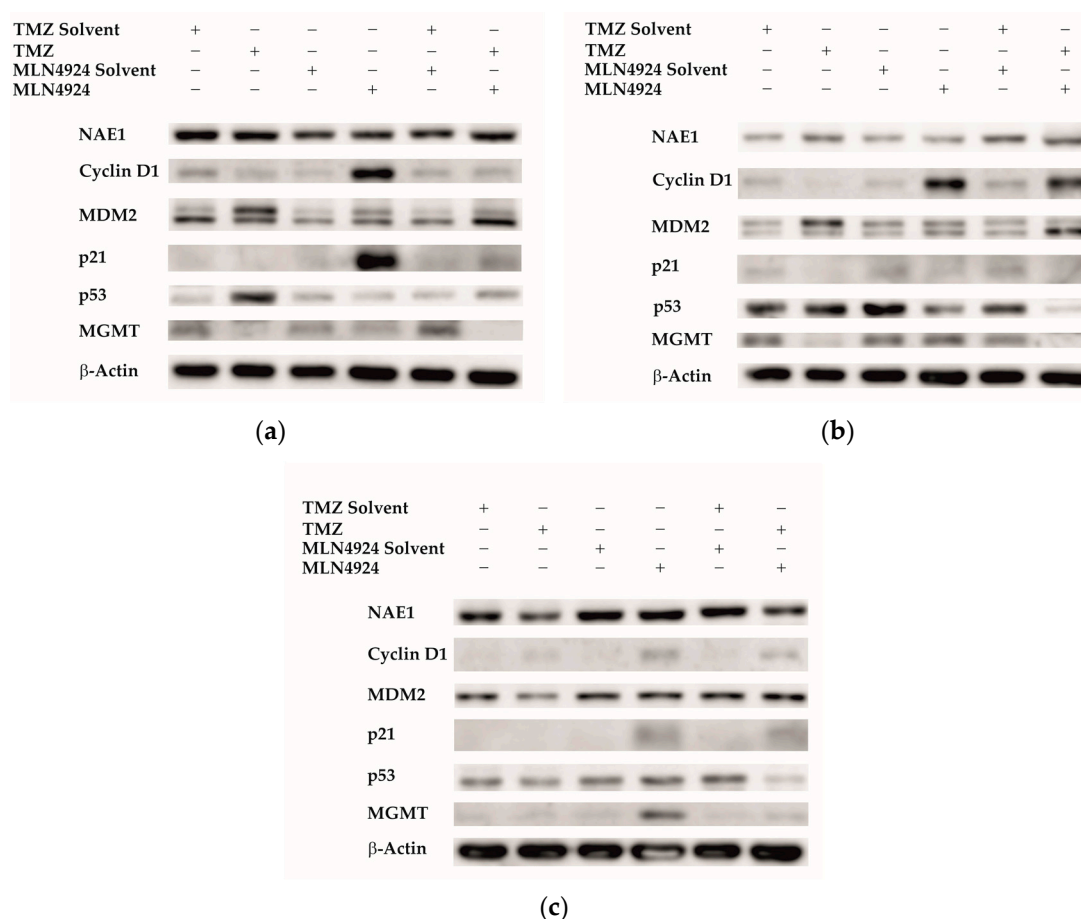 TMZ Solvent + − − − + −
TMZ − + − − − +
MLN4924 Solvent − − + − + −
MLN4924 − − − + − +
NAE1
Cyclin D1
MDM2
p21
p53
MGMT
β-Actin
(a)
TMZ Solvent + − − − + −
TMZ − + − − − +
MLN4924 Solvent − − + − + −
MLN4924 − − − + − +
NAE1
Cyclin D1
MDM2
p21
p53
MGMT
β-Actin
(b)
TMZ Solvent + − − − + −
TMZ − + − − − +
MLN4924 Solvent − − + − + −
MLN4924 − − − + − +
NAE1
Cyclin D1
MDM2
p21
p53
MGMT
β-Actin
(c)